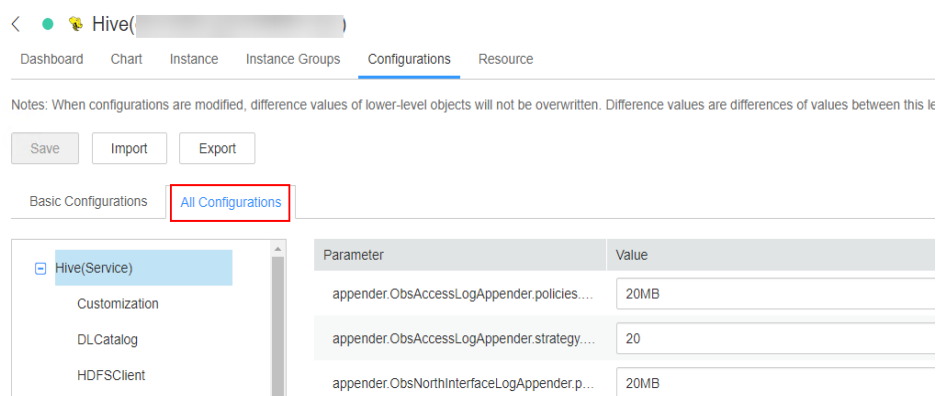 Hive( )
Dashboard Chart Instance Instance Groups Configurations Resource
Notes: When configurations are modified, difference values of lower-level objects will not be overwritten. Difference values are differences of values between this le
Save Import Export
Basic Configurations All Configurations
Hive(Service)
Customization
DLCatalog
HDFSClient
Parameter Value
appender.ObsAccessLogAppender.policies.... 20MB
appender.ObsAccessLogAppender.strategy.... 20
appender.ObsNorthInterfaceLogAppender.p... 20MB